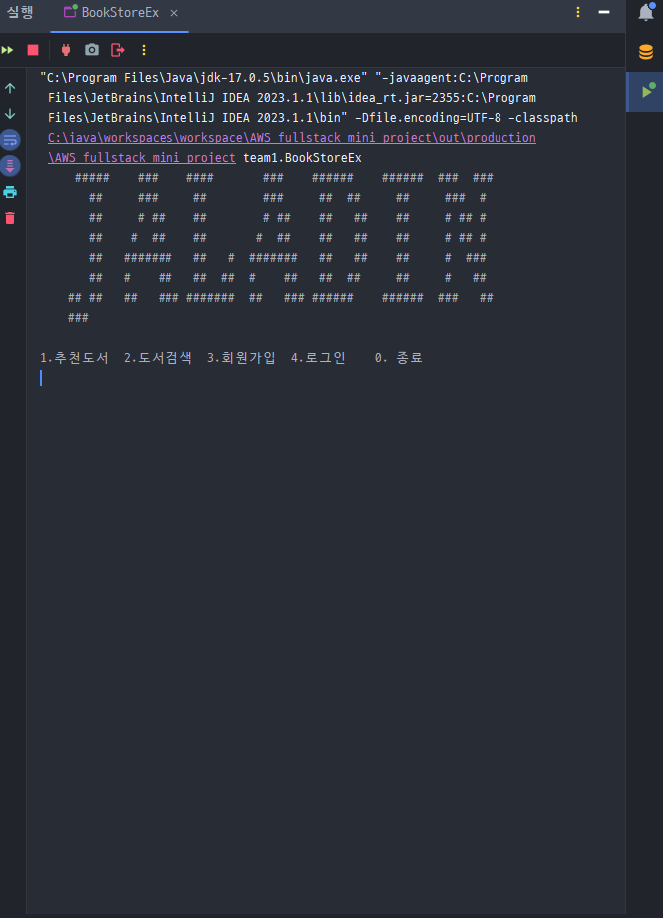 실행 BookStoreEx ×
"C:\Program Files\Java\jdk-17.0.5\bin\java.exe" "-javaagent:C:\Program
Files\JetBrains\IntelliJ IDEA 2023.1.1\lib\idea_rt.jar=2355:C:\Program
Files\JetBrains\IntelliJ IDEA 2023.1.1\bin" -Dfile.encoding=UTF-8 -classpath
C:\java\workspaces\workspace\AWS_fullstack_mini_project\out\production
\AWS_fullstack_mini_project team1.BookStoreEx
     #####    ###    ####       ###    ######    ######  ###  ###
       ##     ###     ##        ###     ##  ##     ##     ###  #
       ##     # ##    ##        # ##    ##   ##    ##     # ## #
       ##    #  ##    ##       #  ##    ##   ##    ##     # ## #
       ##   #######   ##   #  #######   ##   ##    ##     #  ###
       ##   #    ##   ##  ##  #    ##   ##  ##     ##     #   ##
    ## ##   ##   ### #######  ##   ### ######    ######  ###   ##
    ###
1.추천도서  2.도서검색  3.회원가입  4.로그인    0. 종료